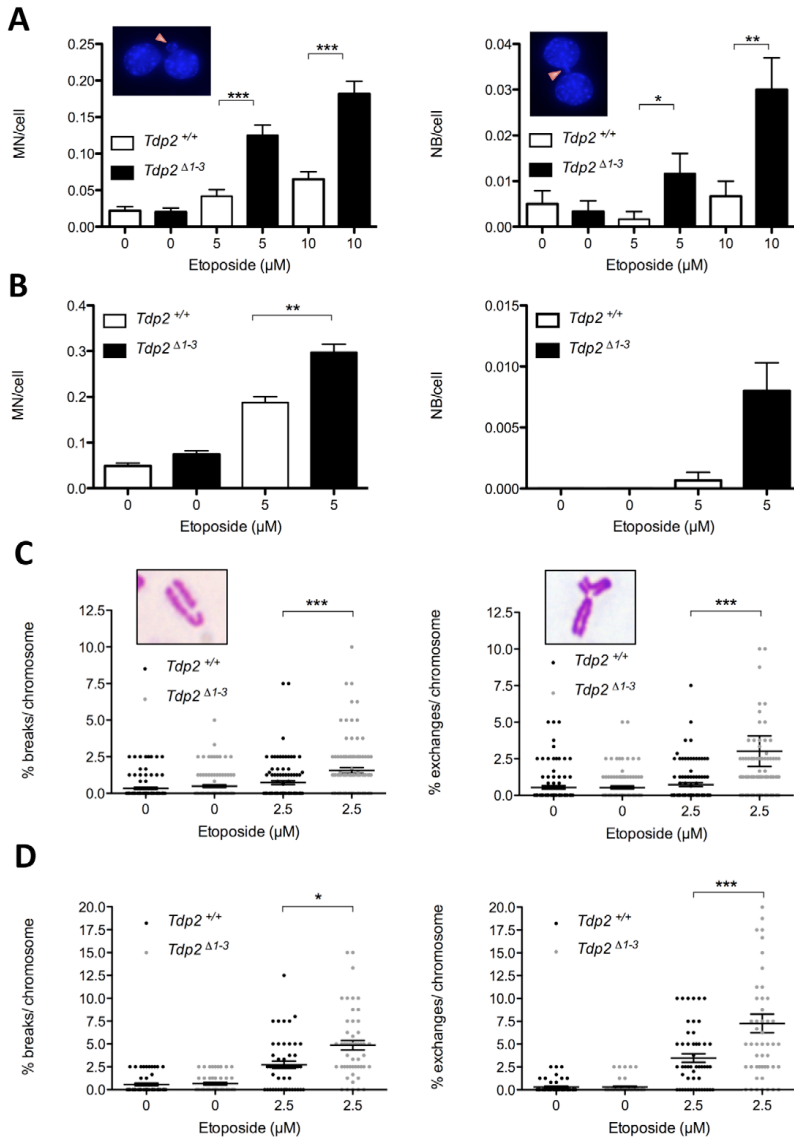 A
MN/cell
0.25
0.20
0.15
0.10
0.05
0.00
Tdp2 +/+
Tdp2 Δ1-3
***
***
0 0 5 5 10 10
Etoposide (µM)
NB/cell
0.04
0.03
0.02
0.01
0.00
Tdp2 +/+
Tdp2 Δ1-3
*
**
0 0 5 5 10 10
Etoposide (µM)
B
MN/cell
0.4
0.3
0.2
0.1
0.0
Tdp2 +/+
Tdp2 Δ1-3
**
0 0 5 5
Etoposide (µM)
NB/cell
0.015
0.010
0.005
0.000
Tdp2 +/+
Tdp2 Δ1-3
0 0 5 5
Etoposide (µM)
C
% breaks/ chromosome
12.5
10.0
7.5
5.0
2.5
0.0
Tdp2 +/+
Tdp2 Δ1-3
***
0 0 2.5 2.5
Etoposide (µM)
% exchanges/ chromosome
12.5
10.0
7.5
5.0
2.5
0.0
Tdp2 +/+
Tdp2 Δ1-3
***
0 0 2.5 2.5
Etoposide (µM)
D
% breaks/ chromosome
20.0
17.5
15.0
12.5
10.0
7.5
5.0
2.5
0.0
Tdp2 +/+
Tdp2 Δ1-3
*
0 0 2.5 2.5
Etoposide (µM)
% exchanges/ chromosome
20.0
17.5
15.0
12.5
10.0
7.5
5.0
2.5
0.0
Tdp2 +/+
Tdp2 Δ1-3
***
0 0 2.5 2.5
Etoposide (µM)